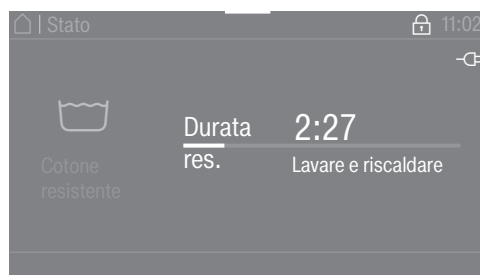 Stato
11:02
Durata res.
2:27
Lavare e riscaldare
Cotone
resistente